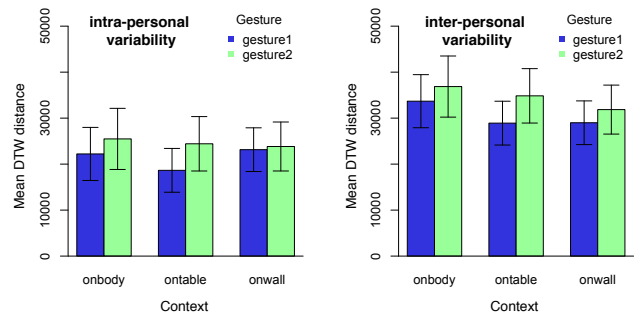 intra-personal
variability
Gesture
gesture1
gesture2
Mean DTW distance
0 10000 30000 50000
onbody ontable onwall
Context
inter-personal
variability
Gesture
gesture1
gesture2
Mean DTW distance
0 10000 30000 50000
onbody ontable onwall
Context